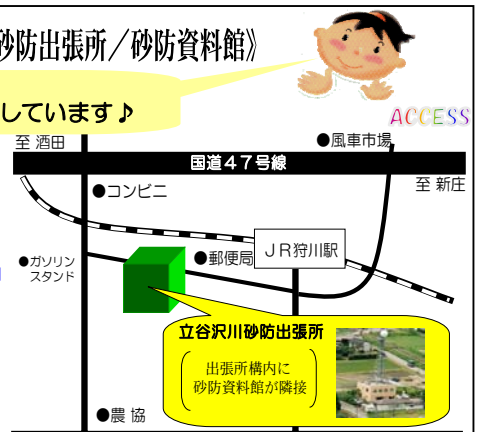 砂防出張所／砂防資料館》
しています♪
ACCESS
至 酒田
●風車市場
国道４７号線
至 新庄
●コンビニ
●郵便局
ＪＲ狩川駅
●ガソリン
スタンド
立谷沢川砂防出張所
出張所構内に
砂防資料館が隣接
●農 協